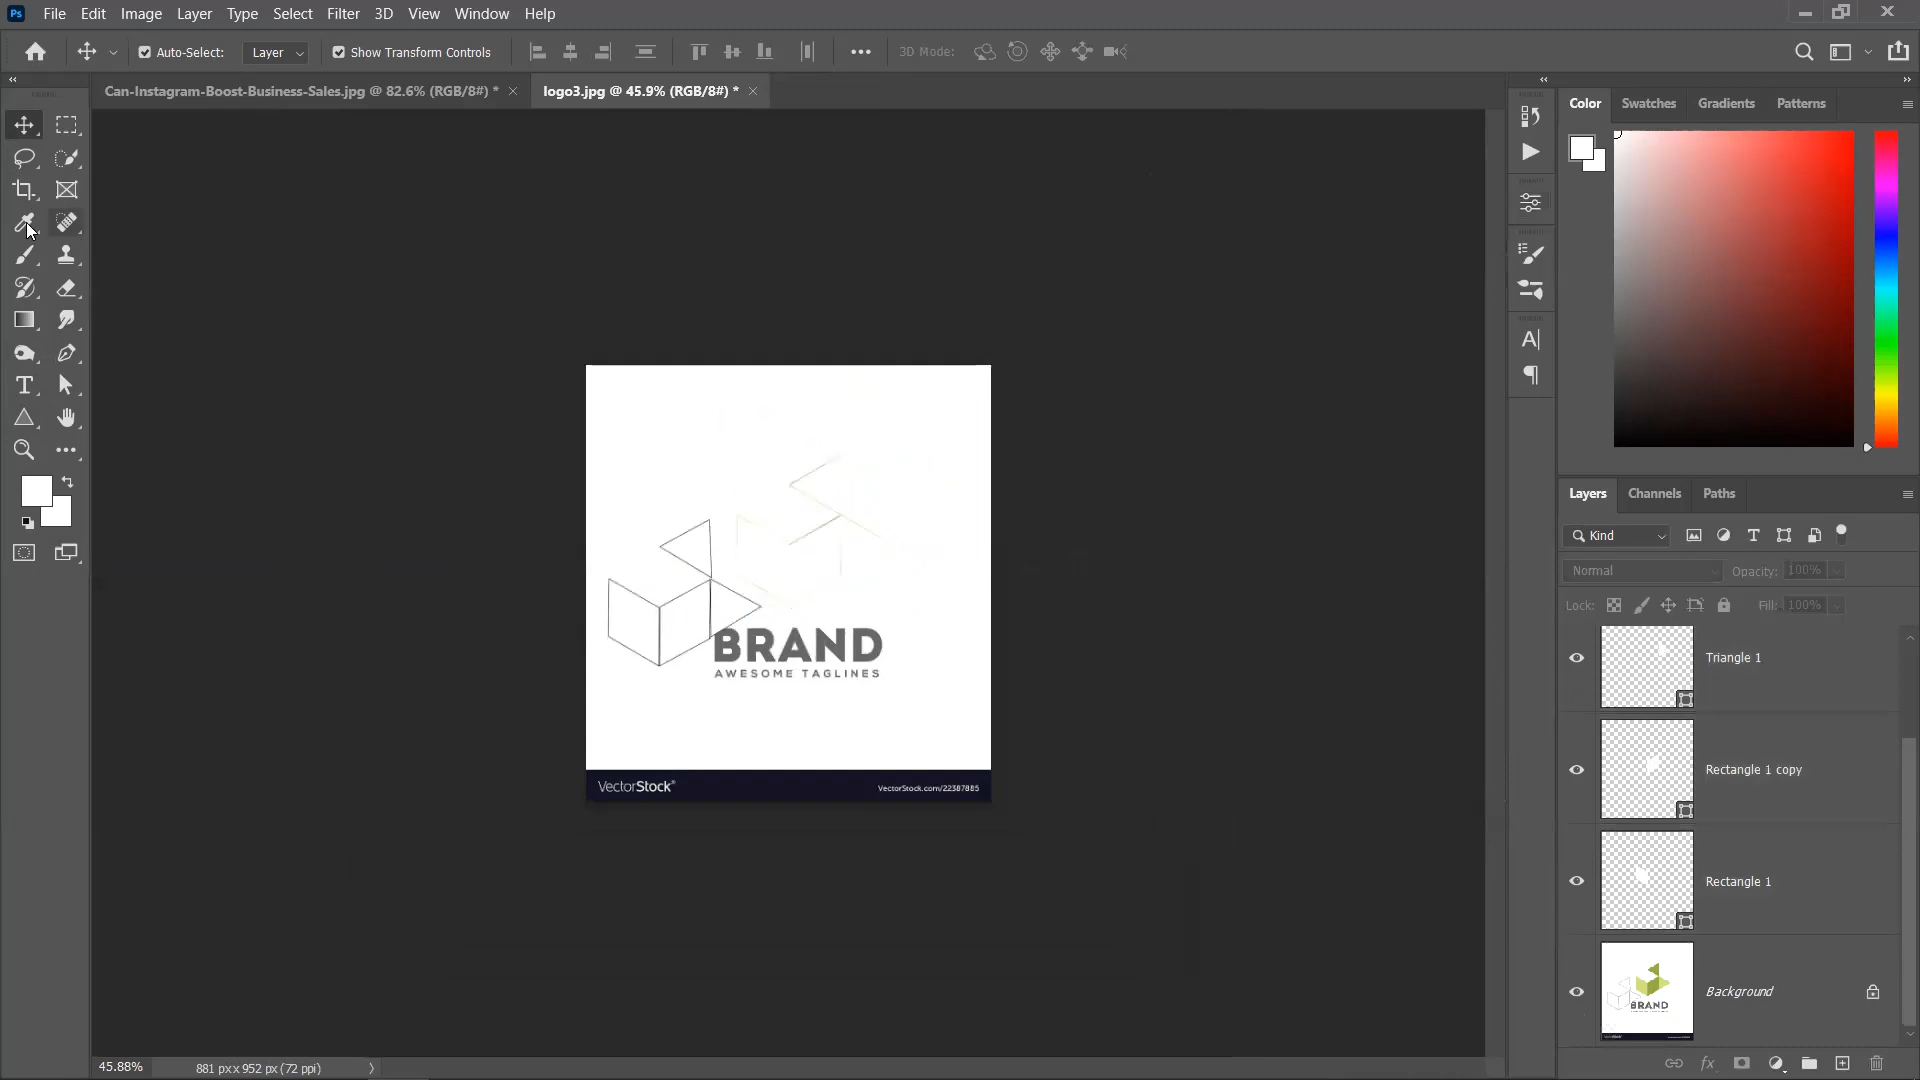 Ps File Edit Image Layer Type Select Filter 3D View Window Help
Auto-Select: Layer Show Transform Controls 3D Mode:
Can-Instagram-Boost-Business-Sales.jpg @ 82.6% (RGB/8#) * logo3.jpg @ 45.9% (RGB/8#) *
Color Swatches Gradients Patterns
BRAND
AWESOME TAGLINES
VectorStock® VectorStock.com/22387885
Layers Channels Paths
Kind
Normal Opacity: 100%
Lock: Fill: 100%
Triangle 1
Rectangle 1 copy
Rectangle 1
Background
BRAND
45.88% 881 px x 952 px (72 ppi)